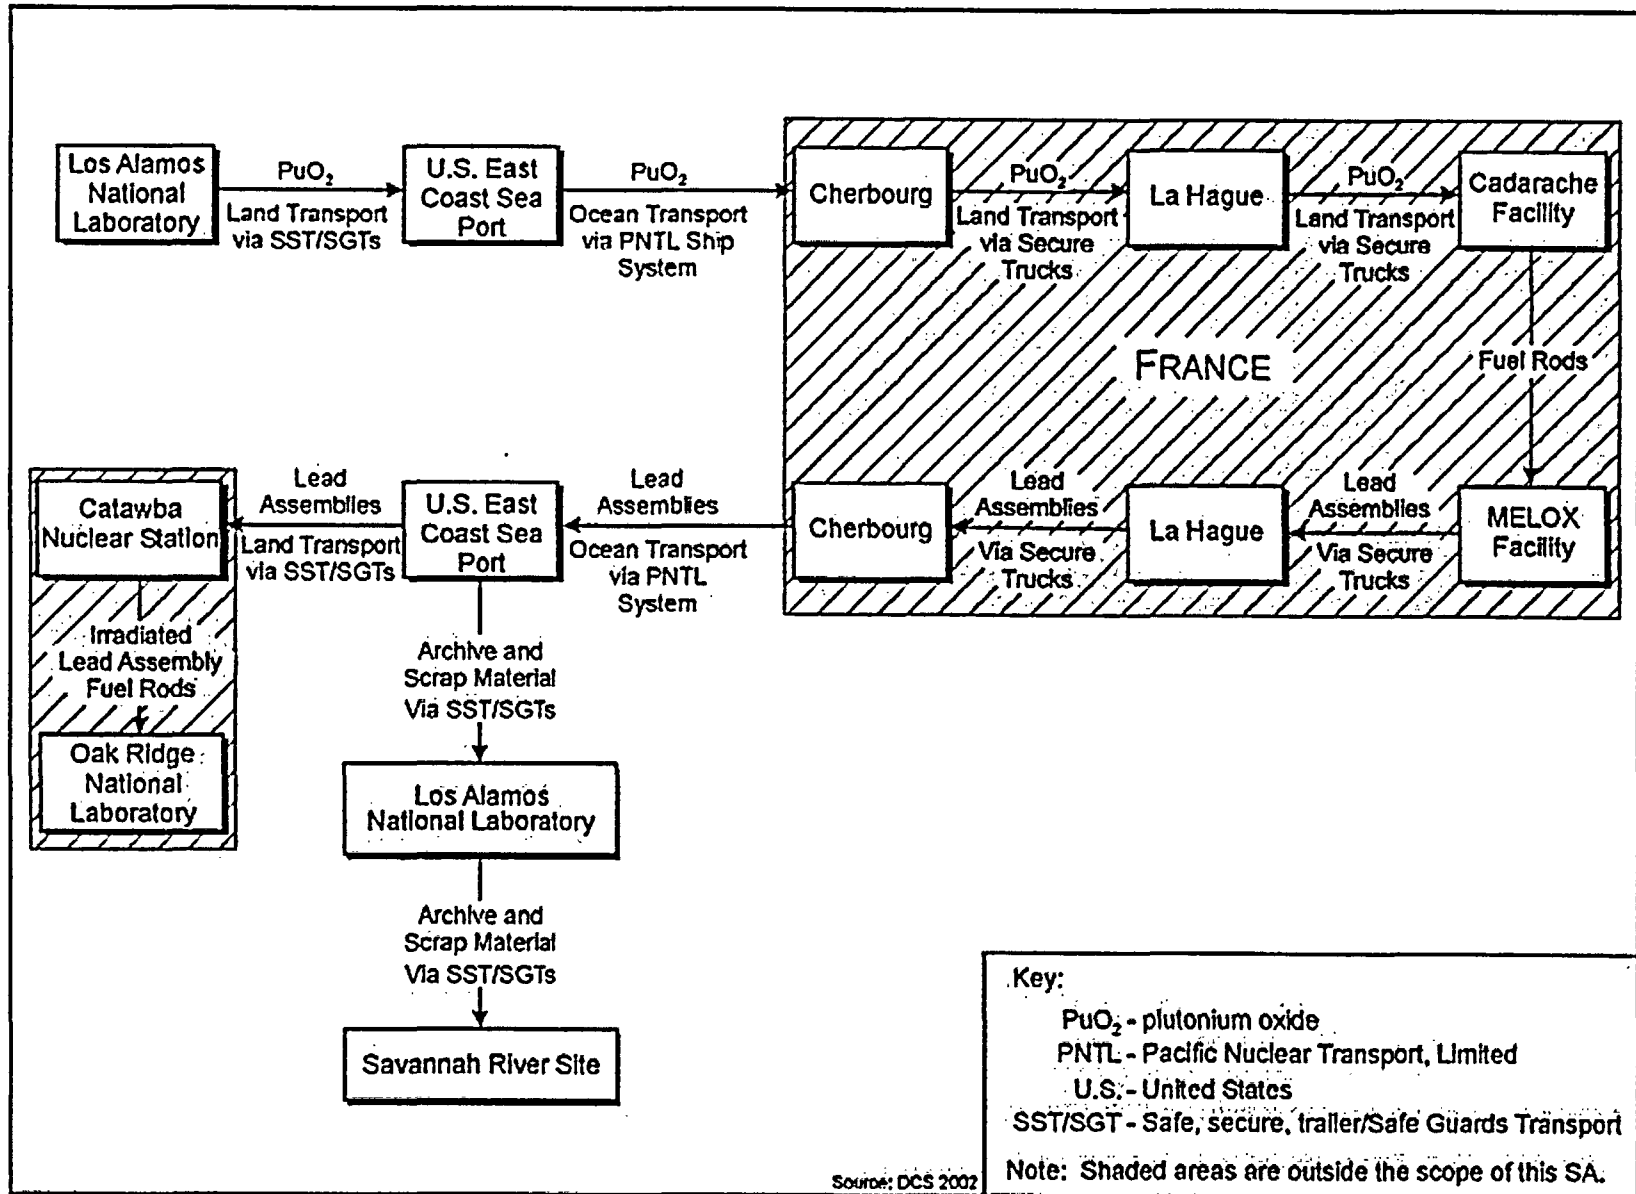 Los Alamos
National
Laboratory
PuO₂
Land Transport
via SST/SGTs
U.S. East
Coast Sea
Port
PuO₂
Ocean Transport
via PNTL Ship
System
Cherbourg
PuO₂
Land Transport
via Secure
Trucks
La Hague
PuO₂
Land Transport
via Secure
Trucks
Cadarache
Facility
FRANCE
Fuel Rods
Catawba
Nuclear Station
Lead
Assemblies
Land Transport
via SST/SGTs
U.S. East
Coast Sea
Port
Lead
Assemblies
Ocean Transport
via PNTL
System
Cherbourg
Lead
Assemblies
Via Secure
Trucks
La Hague
Lead
Assemblies
Via Secure
Trucks
MELOX
Facility
Irradiated
Lead Assembly
Fuel Rods
Oak Ridge
National
Laboratory
Archive and
Scrap Material
Via SST/SGTs
Los Alamos
National Laboratory
Archive and
Scrap Material
Via SST/SGTs
Savannah River Site
Key:
PuO₂ - plutonium oxide
PNTL - Pacific Nuclear Transport, Limited
U.S. - United States
SST/SGT - Safe, secure, trailer/Safe Guards Transport
Note: Shaded areas are outside the scope of this SA.
Source: DCS 2002